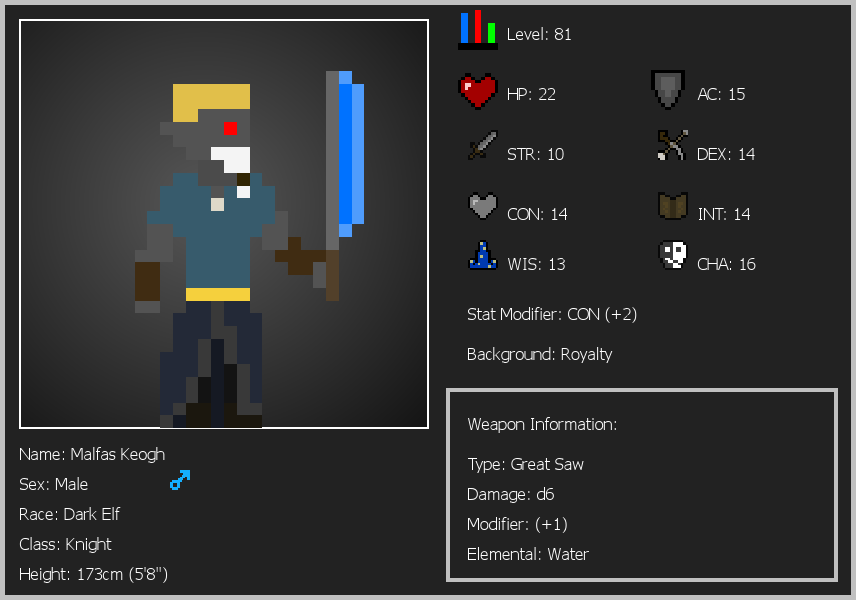 Level: 81
HP: 22
AC: 15
STR: 10
DEX: 14
CON: 14
INT: 14
WIS: 13
CHA: 16
Stat Modifier: CON (+2)
Background: Royalty
Weapon Information:
Type: Great Saw
Damage: d6
Modifier: (+1)
Elemental: Water
Name: Malfas Keogh
Sex: Male
Race: Dark Elf
Class: Knight
Height: 173cm (5'8")